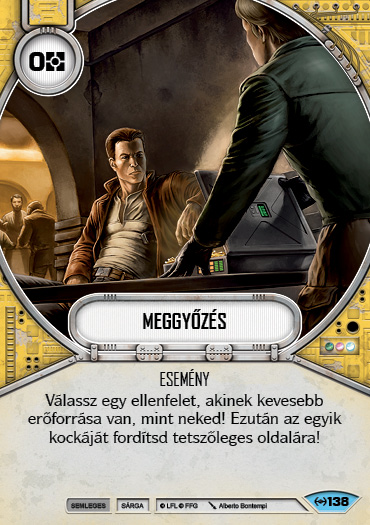 0
MEGGYŐZÉS
ESEMÉNY
Válassz egy ellenfelet, akinek kevesebb
erőforrása van, mint neked! Ezután az egyik
kockáját fordítsd tetszőleges oldalára!
SEMLEGES SÁRGA © LFL © FFG Alberto Bontempi 138